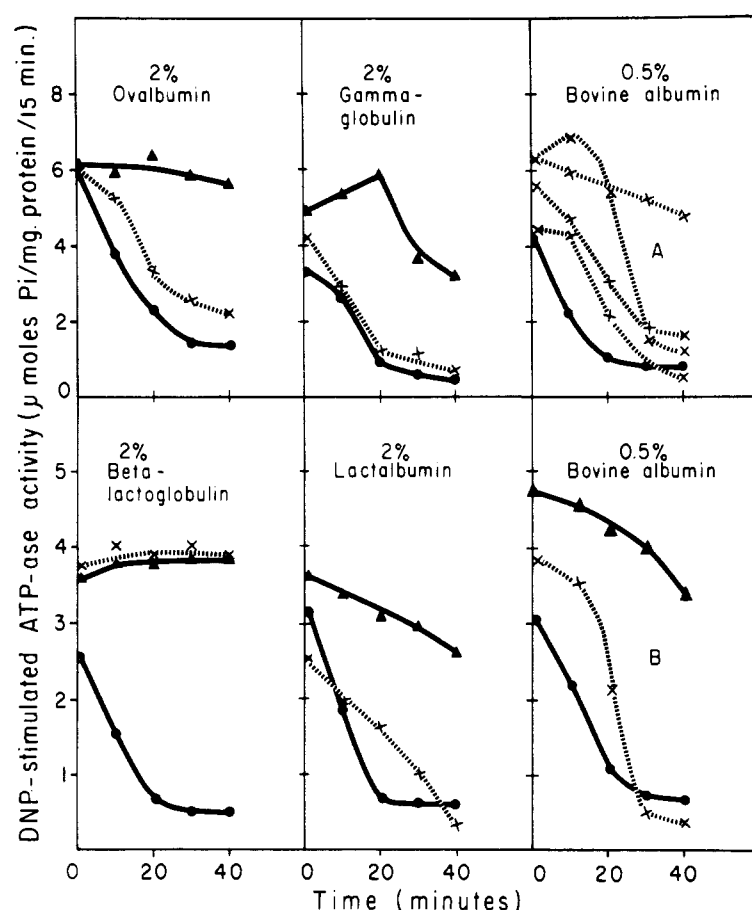 DNP.-stimulated ATP-ase activity (μ moles Pi/mg. protein/15 min.)
2%
Ovalbumin
2%
Gamma-
globulin
0.5%
Bovine albumin
A
8
6
4
2
0
2%
Beta-
lactoglobulin
2%
Lactalbumin
0.5%
Bovine albumin
B
5
4
3
2
1
0 20 40 0 20 40 0 20 40
Time (minutes)